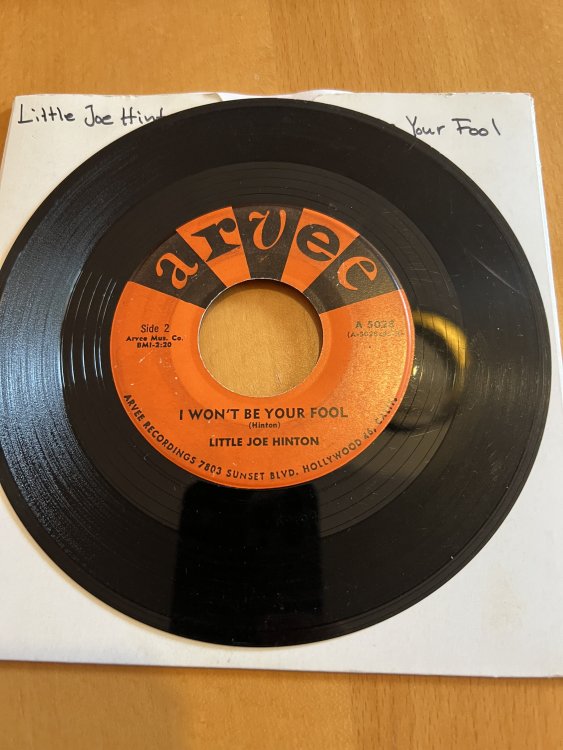 Little Joe Hint Your Fool
arvee
Side 2
Arvee Mus. Co.
BMI-2:20
A 5028
I WON'T BE YOUR FOOL
(Hinton)
LITTLE JOE HINTON
ARVEE RECORDINGS 7803 SUNSET BLVD. HOLLYWOOD 46, CALIF.